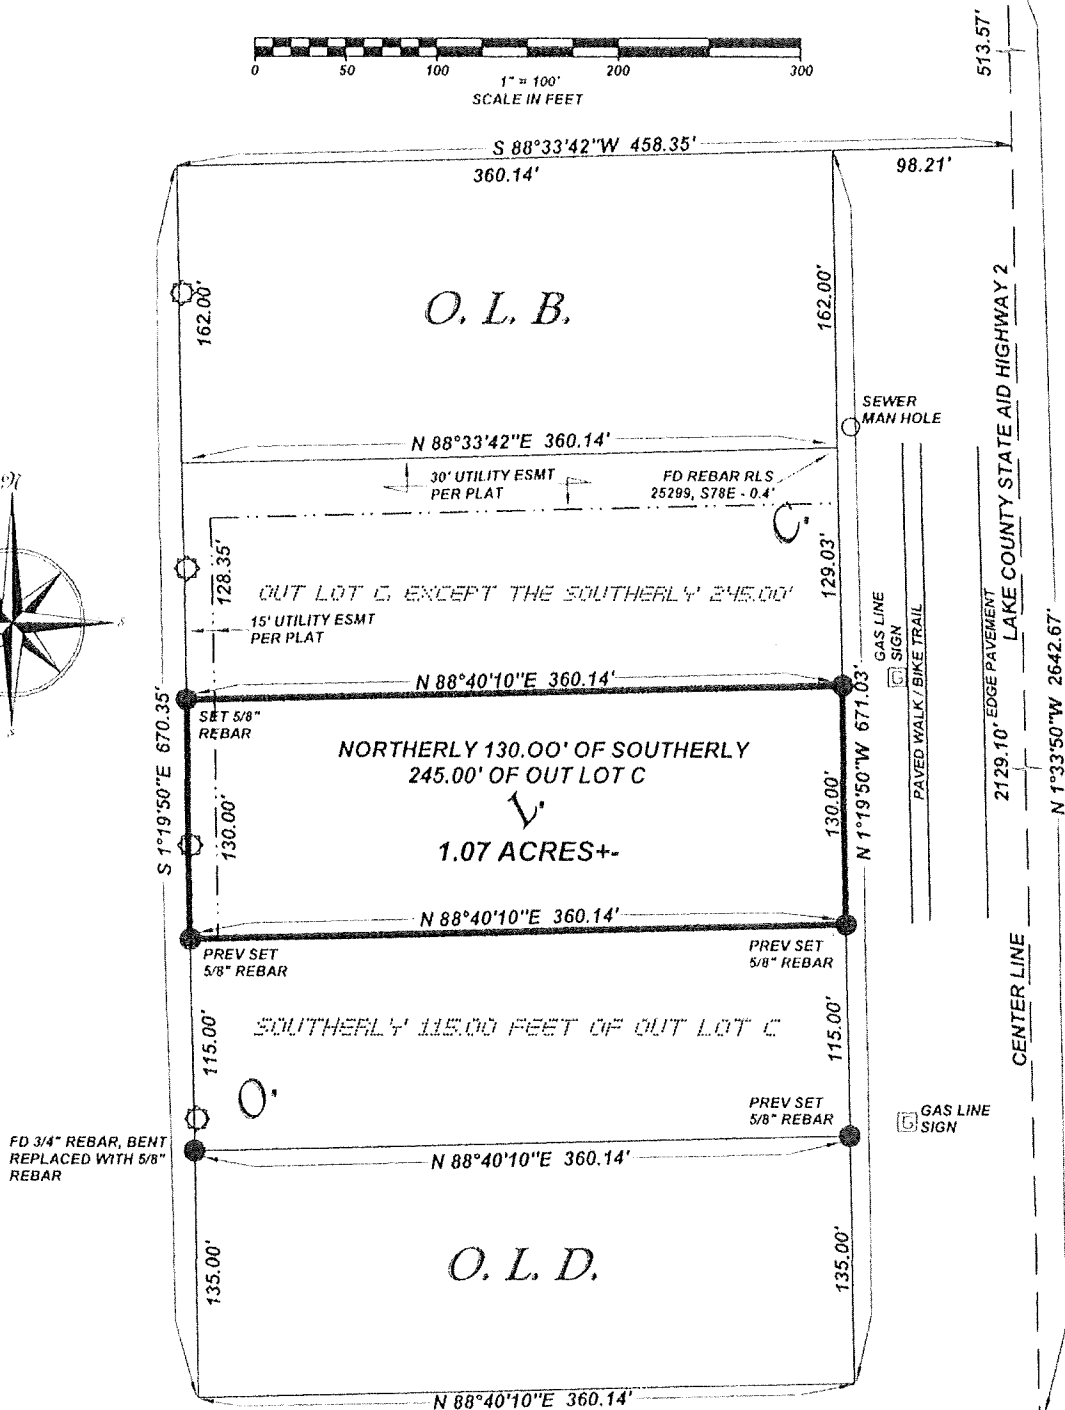 513.57'
0 50 100 200 300
1" = 100'
SCALE IN FEET
S 88°33'42"W 458.35'
360.14'
98.21'
162.00'
O. L. B.
162.00'
LAKE COUNTY STATE AID HIGHWAY 2
SEWER
MAN HOLE
N 88°33'42"E 360.14'
30' UTILITY ESMT
PER PLAT
FD REBAR RLS
25299, S78E - 0.4'
C.
N
S
S
128.35'
129.03'
OUT LOT C, EXCEPT THE SOUTHERLY 245.00'
15' UTILITY ESMT
PER PLAT
GAS LINE
SIGN
G
PAVED WALK / BIKE TRAIL
EDGE PAVEMENT
2129.10'
N 1°33'50"W 2642.67'
N 88°40'10"E 360.14'
SET 5/8"
REBAR
S 1°19'50"E 670.35'
N 1°19'50"W 671.03'
NORTHERLY 130.00' OF SOUTHERLY
245.00' OF OUT LOT C
L.
1.07 ACRES+-
130.00'
130.00'
N 88°40'10"E 360.14'
PREV SET
5/8" REBAR
PREV SET
5/8" REBAR
CENTER LINE
115.00'
SOUTHERLY 115.00 FEET OF OUT LOT C
115.00'
O.
PREV SET
5/8" REBAR
G
GAS LINE
SIGN
FD 3/4" REBAR, BENT
REPLACED WITH 5/8"
REBAR
N 88°40'10"E 360.14'
135.00'
O. L. D.
135.00'
N 88°40'10"E 360.14'